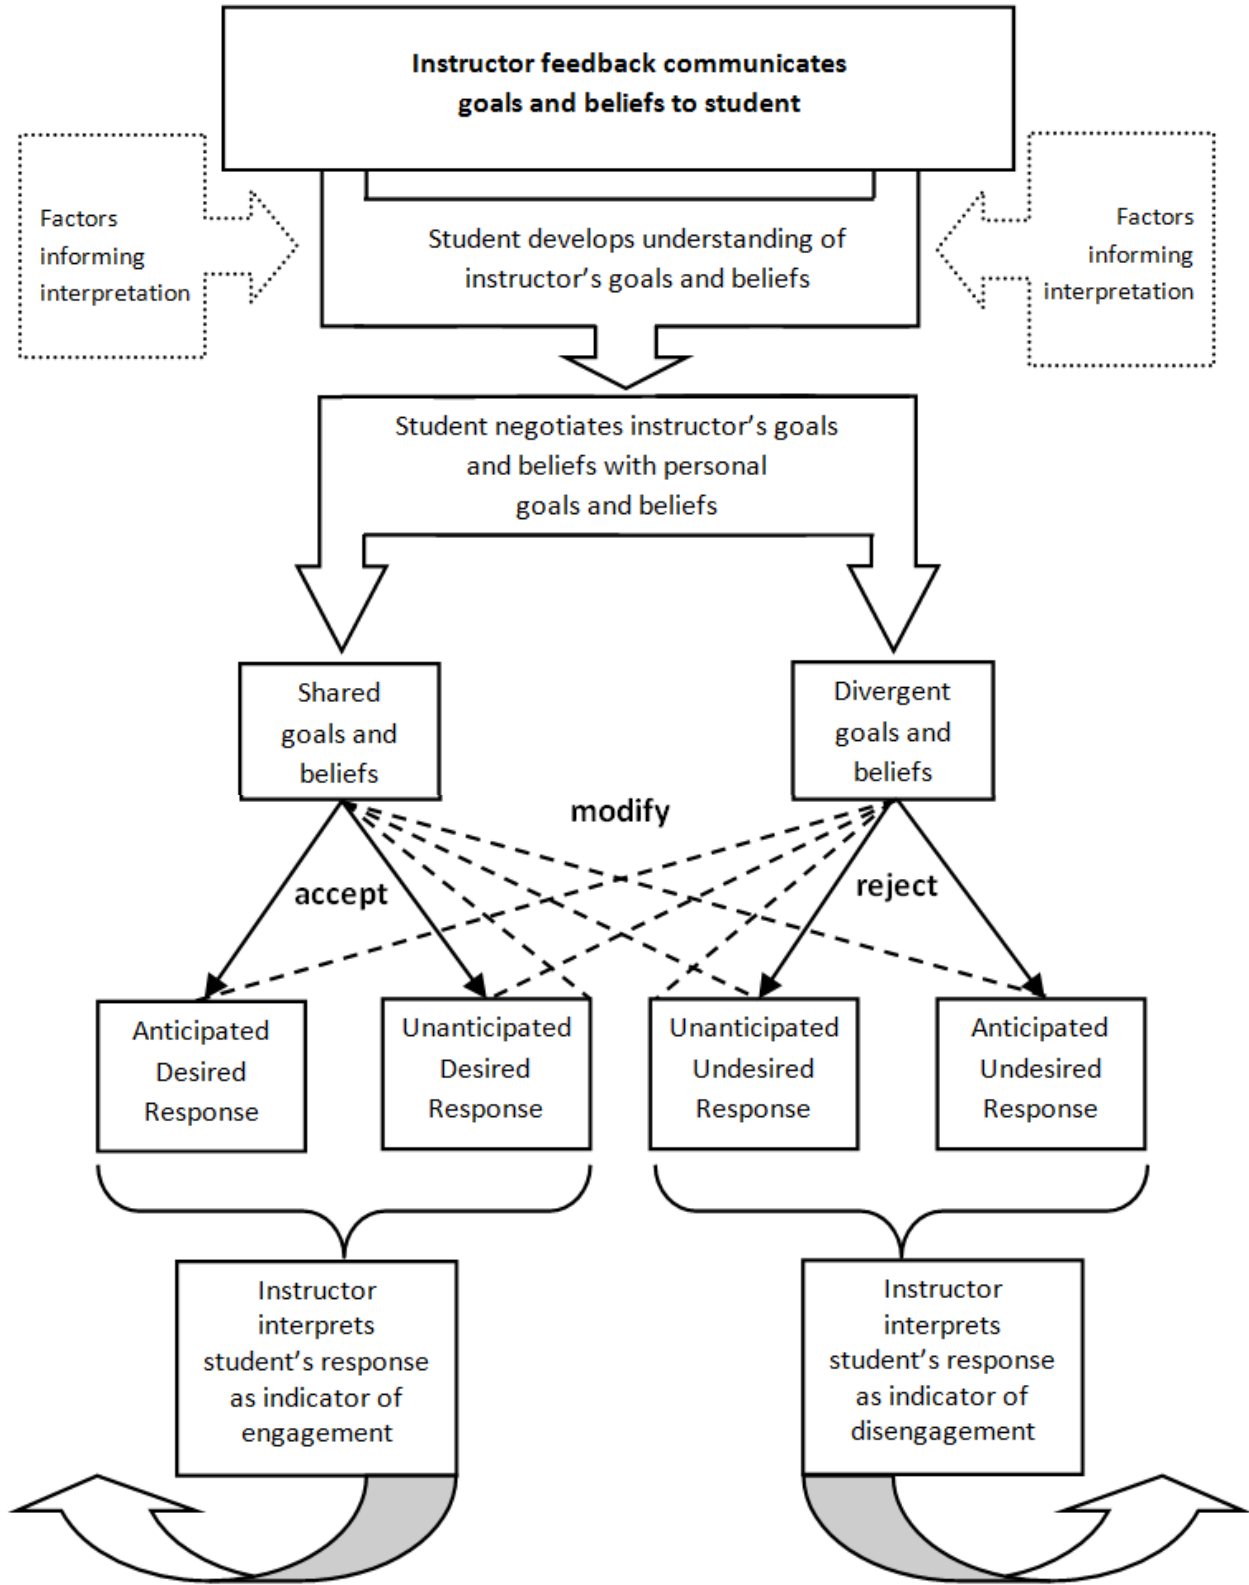 Instructor feedback communicates
goals and beliefs to student
Factors
informing
interpretation
Student develops understanding of
instructor's goals and beliefs
Factors
informing
interpretation
Student negotiates instructor's goals
and beliefs with personal
goals and beliefs
Shared
goals and
beliefs
Divergent
goals and
beliefs
modify
accept
reject
Anticipated
Desired
Response
Unanticipated
Desired
Response
Unanticipated
Undesired
Response
Anticipated
Undesired
Response
Instructor
interprets
student's response
as indicator of
engagement
Instructor
interprets
student's response
as indicator of
disengagement